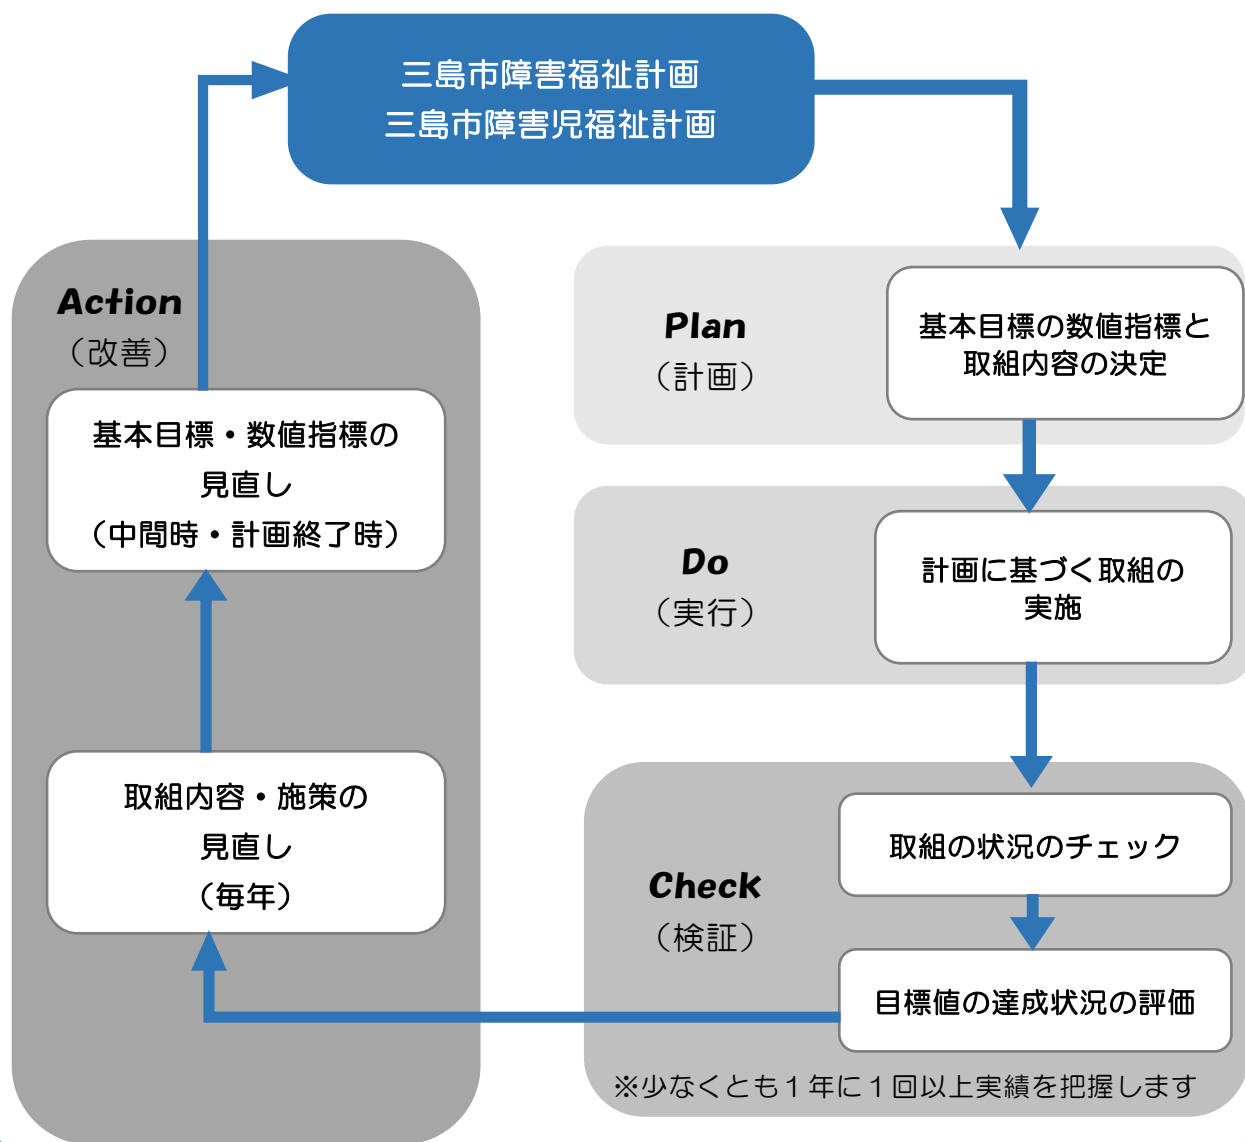 三島市障害福祉計画
三島市障害児福祉計画
Plan
（計画）
基本目標の数値指標と
取組内容の決定
Do
（実行）
計画に基づく取組の
実施
Check
（検証）
取組の状況のチェック
目標値の達成状況の評価
※少なくとも１年に１回以上実績を把握します
Action
（改善）
基本目標・数値指標の
見直し
（中間時・計画終了時）
取組内容・施策の
見直し
（毎年）